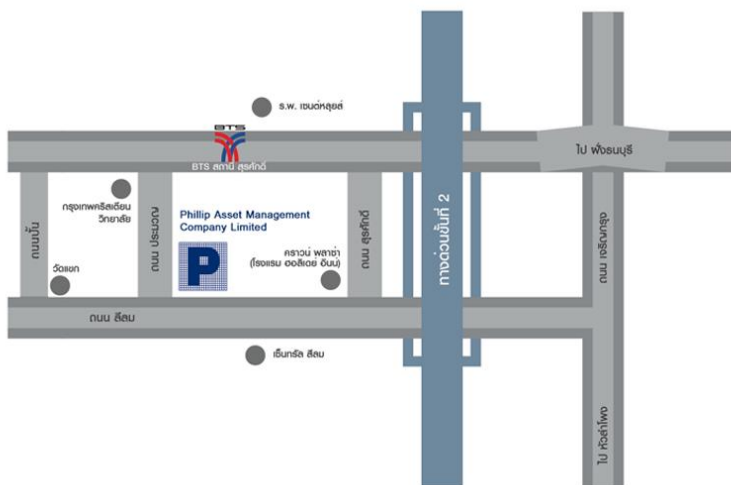 ร.พ. เซนต์หลุยส์
BTS
BTS สถานี สุรศักดิ์
ไป ฝั่งธนบุรี
กรุงเทพคริสเตียน
วิทยาลัย
ถนนปั้น
ถนน ประมวญ
Phillip Asset Management
Company Limited
P
คราวน์ พลาซ่า
(โรงแรม ฮอลิเดย์ อินน์)
ถนน สุรศักดิ์
ทางด่วนขั้นที่ 2
ถนน เจริญกรุง
วัดแขก
ถนน สีลม
เซ็นทรัล สีลม
ไป หัวลำโพง